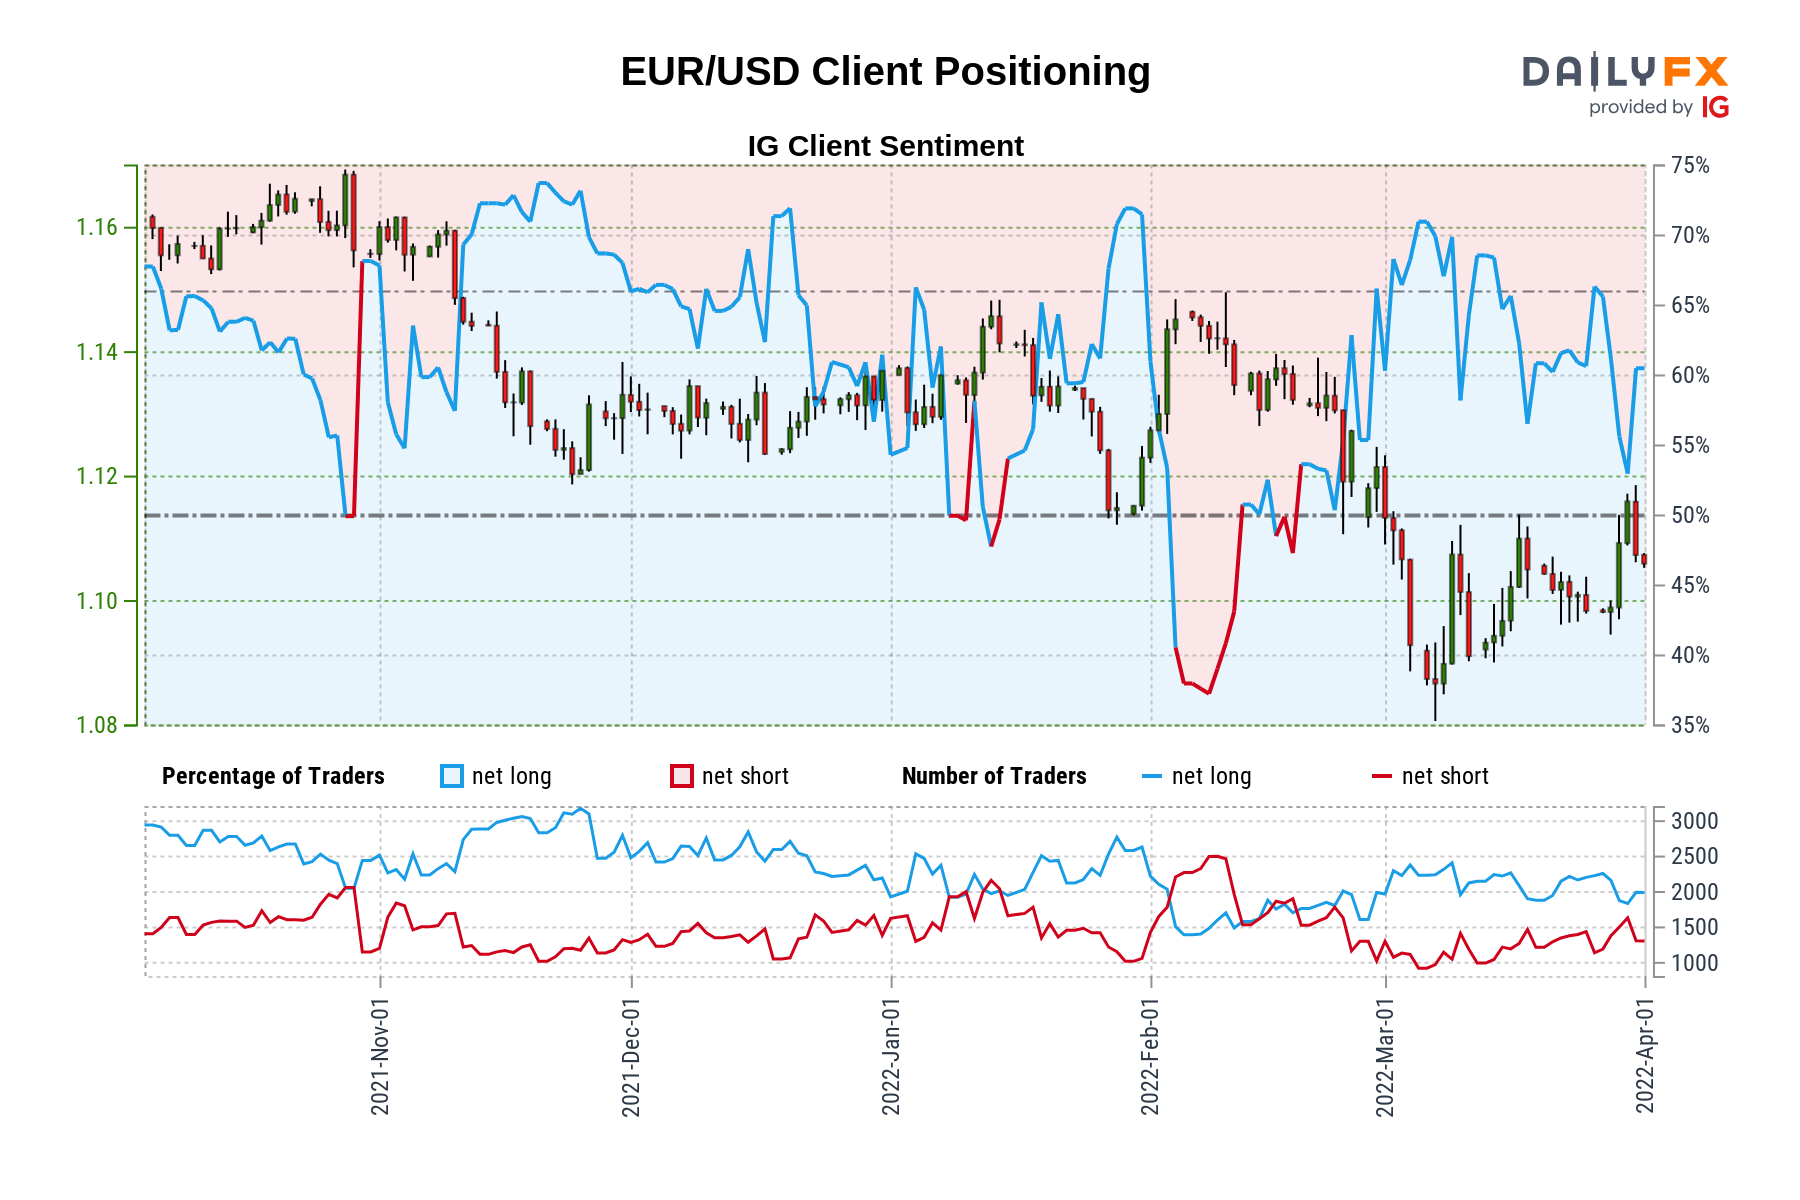 EUR/USD Client Positioning
DAILYFX
provided by IG
IG Client Sentiment
1.16
1.14
1.12
1.10
1.08
75%
70%
65%
60%
55%
50%
45%
40%
35%
Percentage of Traders net long net short Number of Traders net long net short
3000
2500
2000
1500
1000
2021-Nov-01
2021-Dec-01
2022-Jan-01
2022-Feb-01
2022-Mar-01
2022-Apr-01